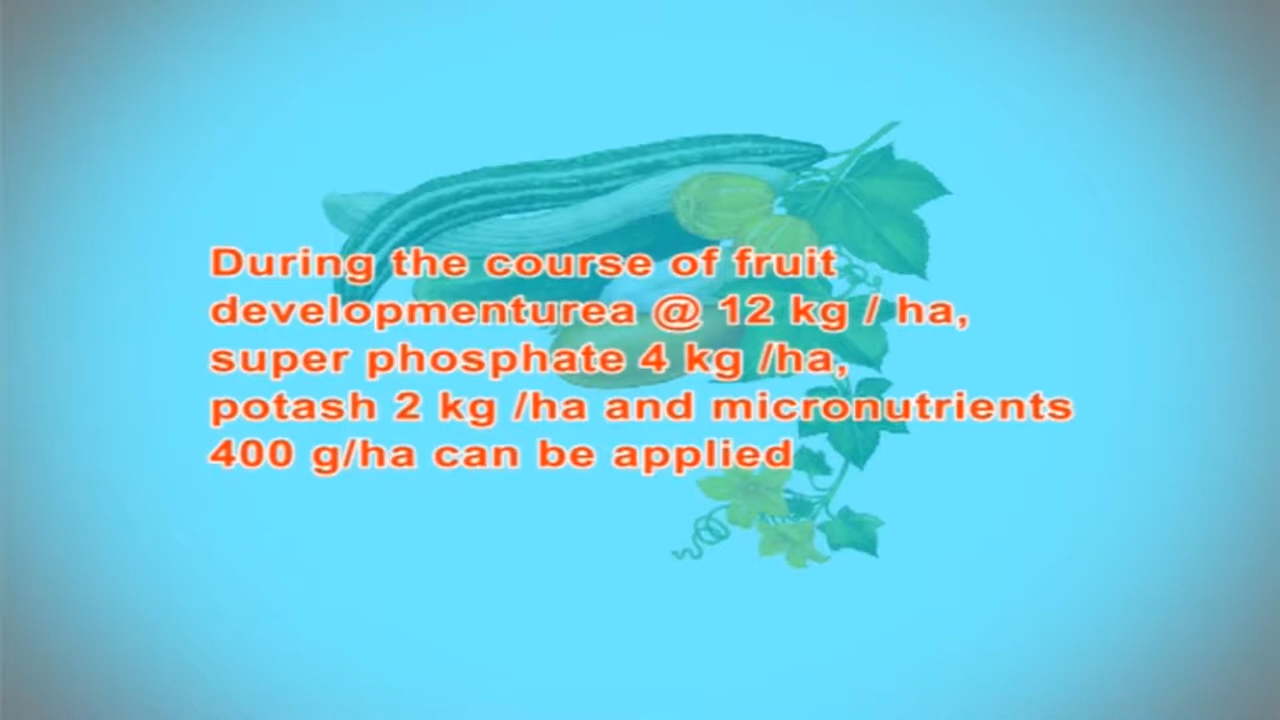 During the course of fruit
developmenturea @ 12 kg / ha,
super phosphate 4 kg /ha,
potash 2 kg /ha and micronutrients
400 g/ha can be applied